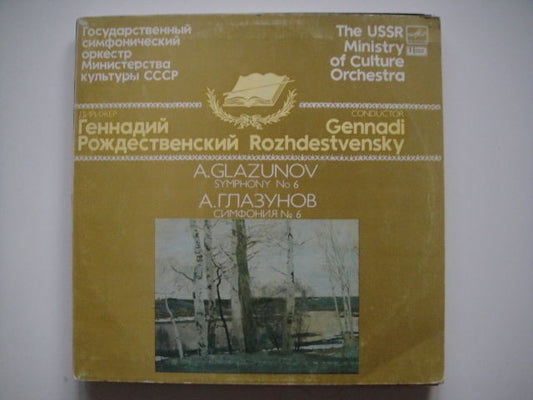 Государственный
симфонический
оркестр
Министерства
культуры СССР
The USSR
Ministry
of Culture
Orchestra
ДИРИЖЕР
Геннадий
Рождественский
CONDUCTOR
Gennadi
Rozhdestvensky
A.GLAZUNOV
SYMPHONY No 6
А.ГЛАЗУНОВ
СИМФОНИЯ № 6